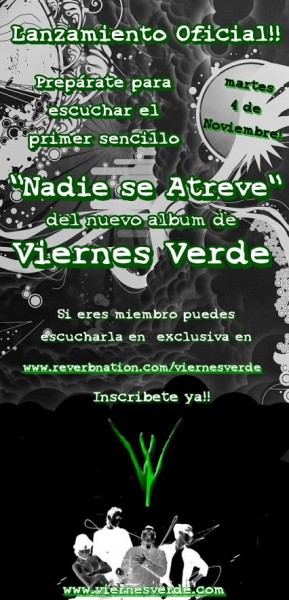 Lanzamiento Oficial!!
Prepárate para
escuchar el
primer sencillo
martes
4 de
Noviembre!
"Nadie se Atreve"
del nuevo album de
Viernes Verde
Si eres miembro puedes
escucharla en exclusiva en
www.reverbnation.com/viernesverde
Inscribete ya!!
www.viernesverde.com